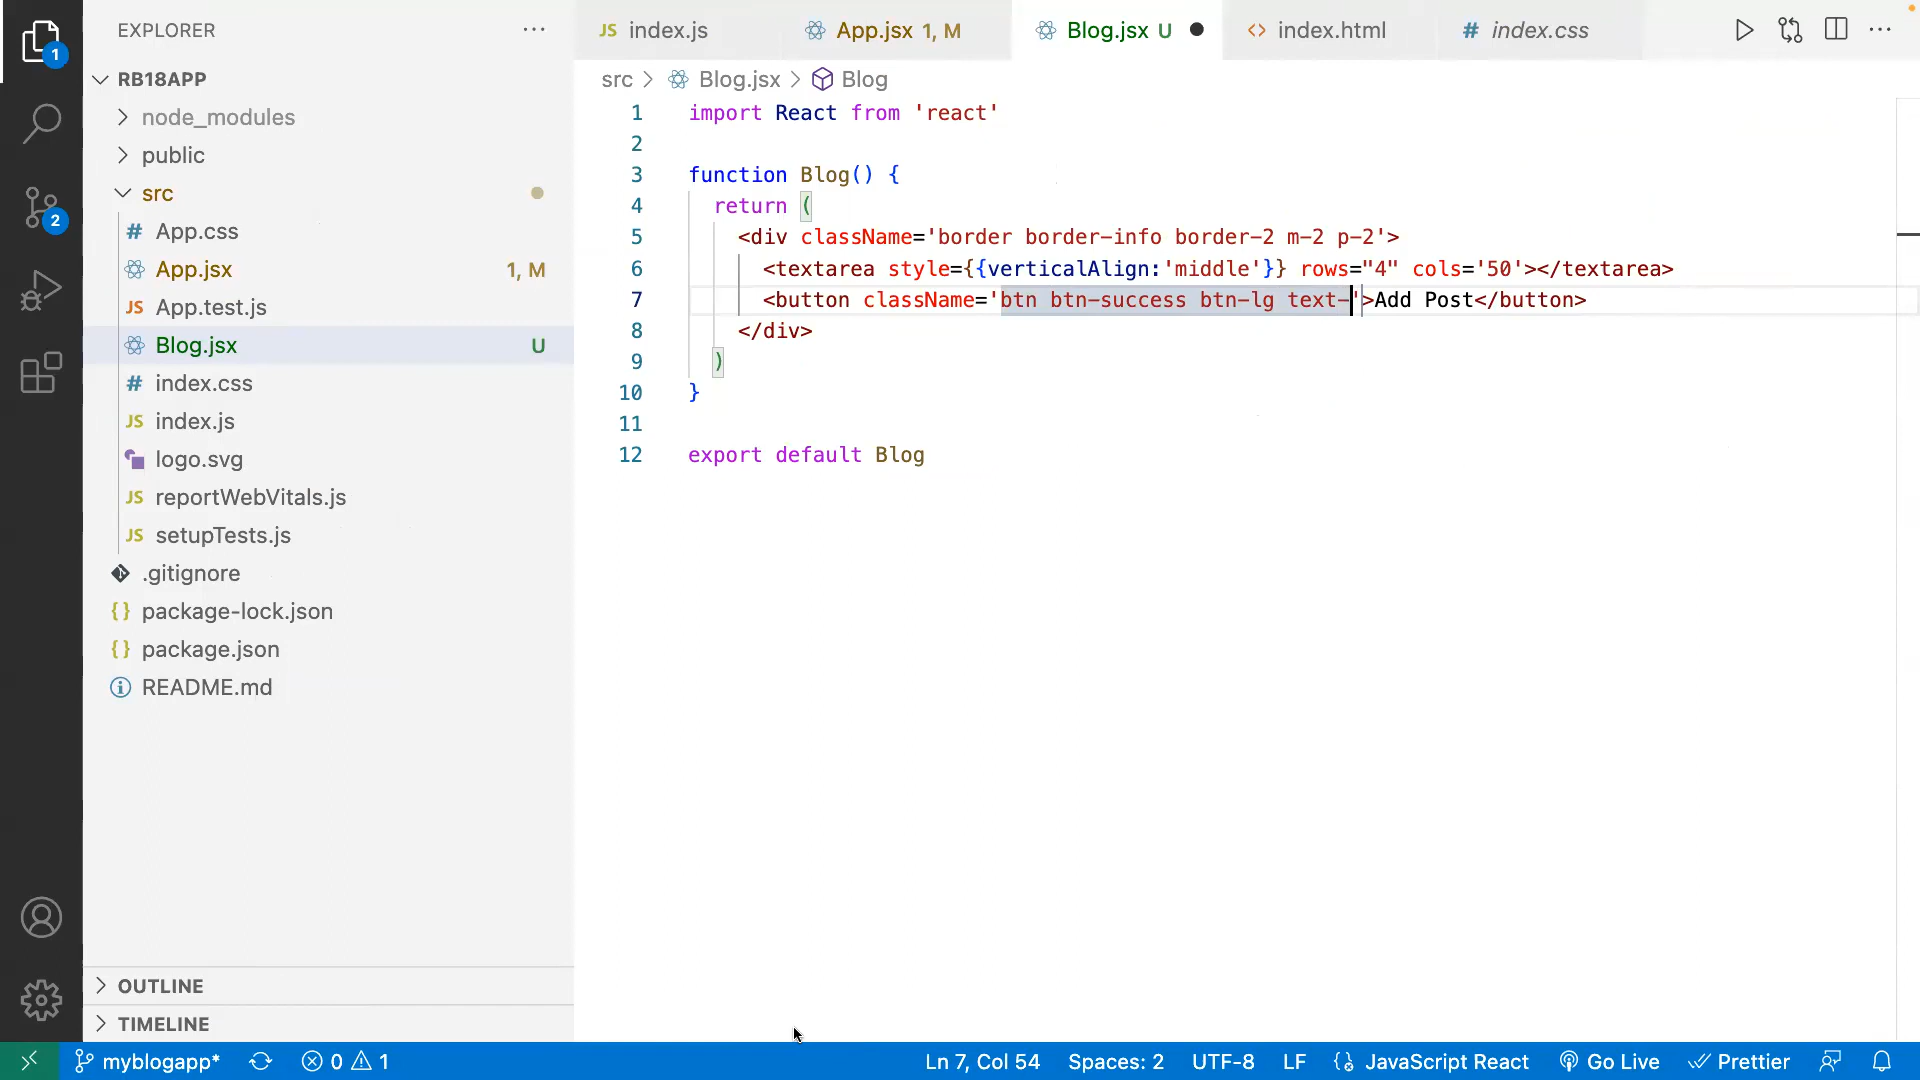 EXPLORER
index.js
App.jsx 1, M
Blog.jsx U
index.html
index.css
RB18APP
src > Blog.jsx > Blog
node_modules
public
src
App.css
App.jsx 1, M
App.test.js
Blog.jsx U
index.css
index.js
logo.svg
reportWebVitals.js
setupTests.js
.gitignore
package-lock.json
package.json
README.md
1 import React from 'react'
2
3 function Blog() {
4 return (
5 <div className='border border-info border-2 m-2 p-2'>
6 <textarea style={{verticalAlign:'middle'}} rows="4" cols='50'></textarea>
7 <button className='btn btn-success btn-lg text-'>Add Post</button>
8 </div>
9 )
10 }
11
12 export default Blog
OUTLINE
TIMELINE
1
2
myblogapp* 0 1 Ln 7, Col 54 Spaces: 2 UTF-8 LF JavaScript React Go Live Prettier